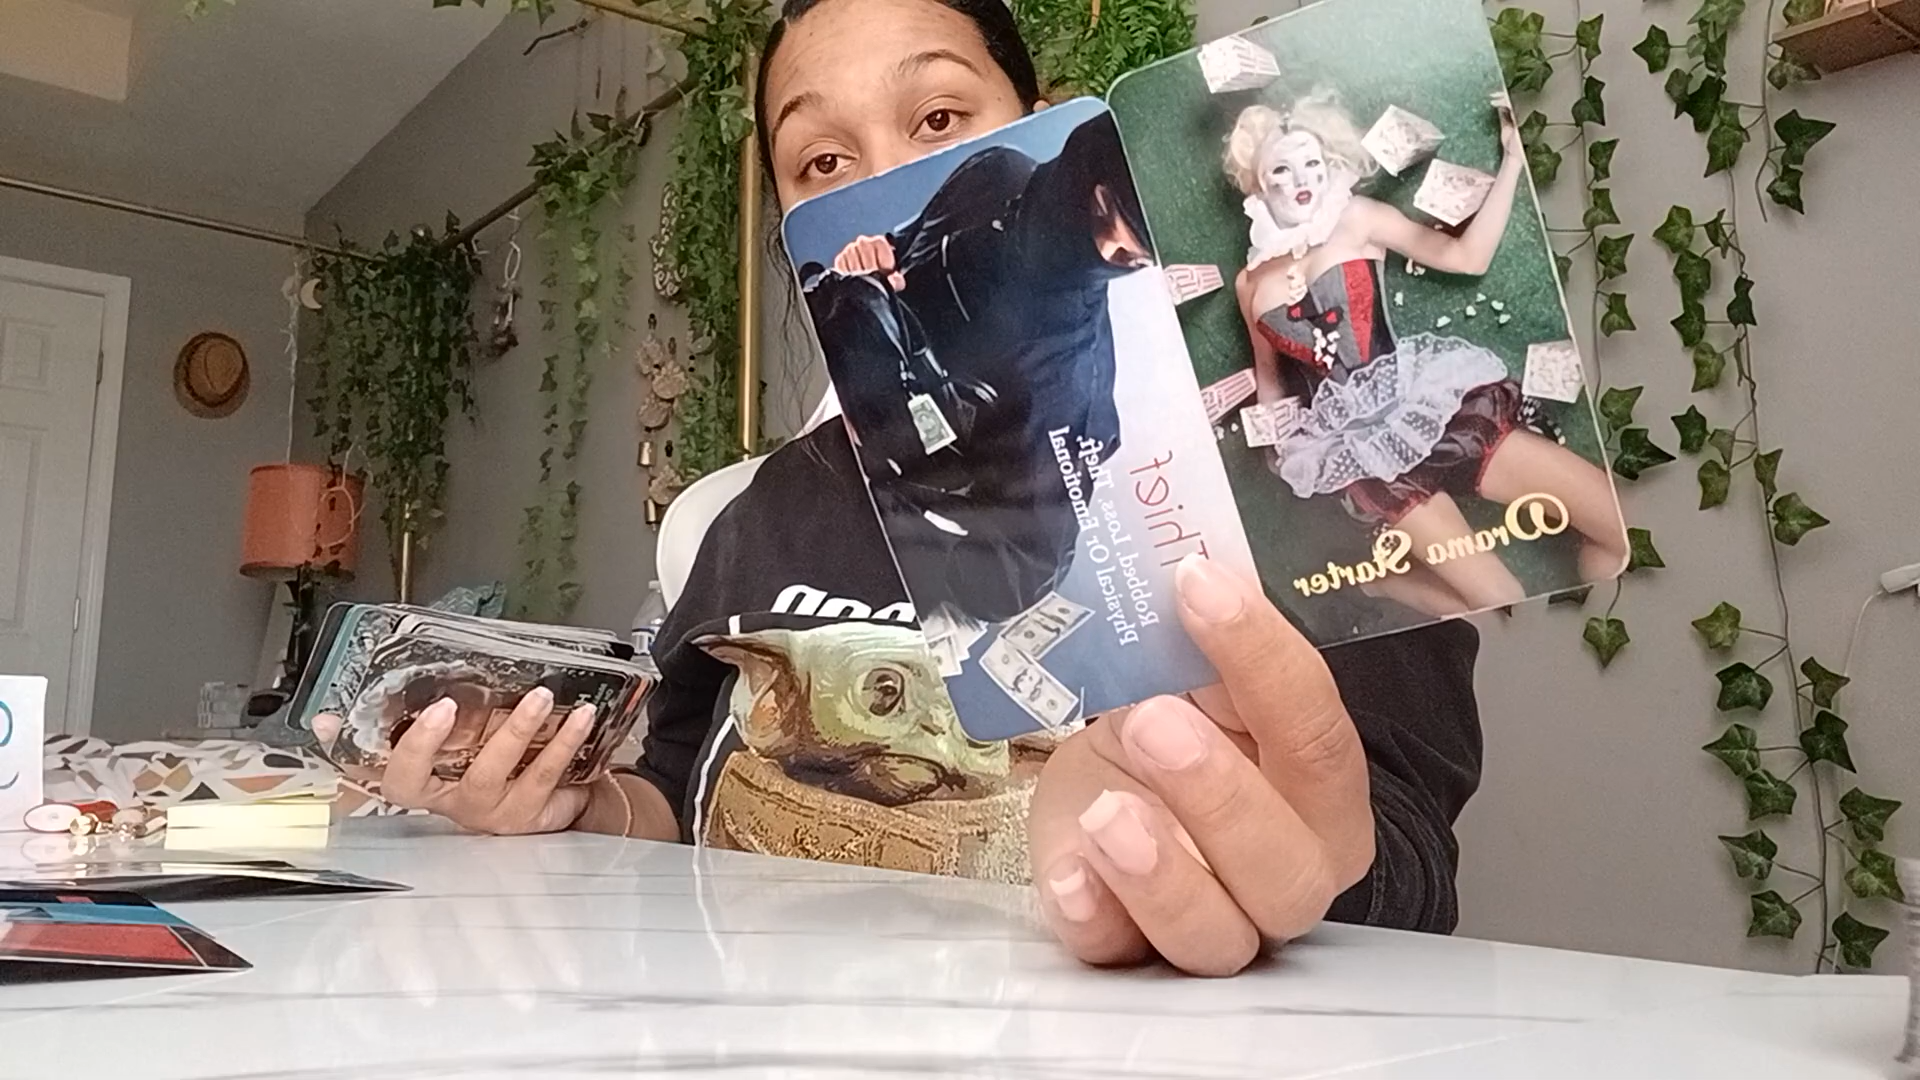 Thief
Robbed, Loss, Theft,
Physical Or Emotional
Drama Starter